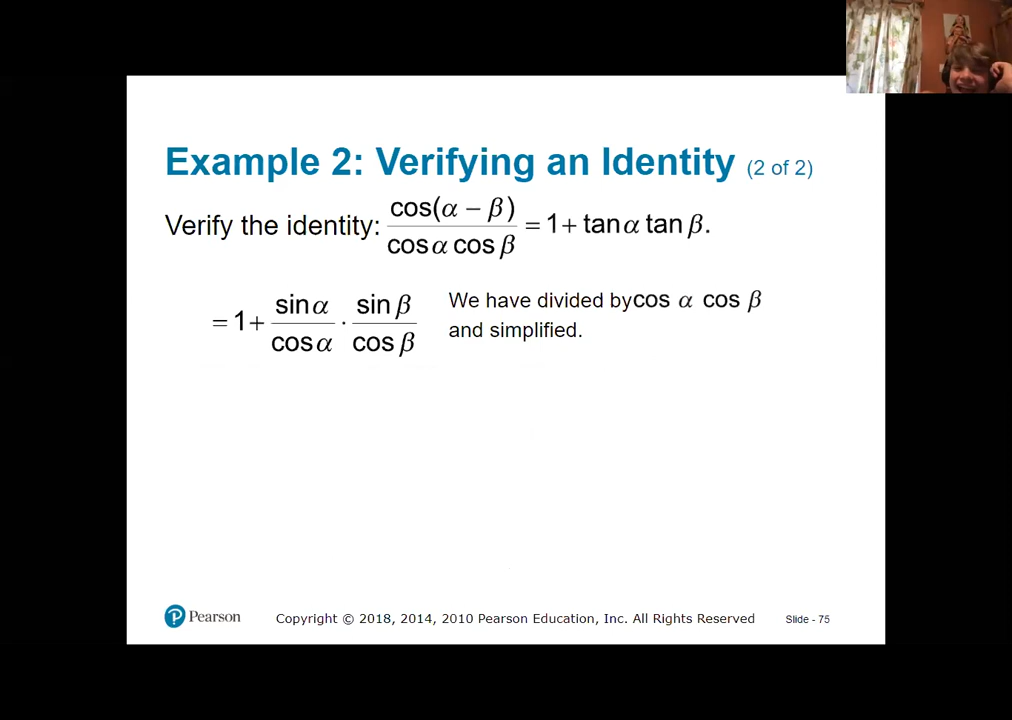 Example 2: Verifying an Identity (2 of 2)
Verify the identity: cos(α − β) / cos α cos β = 1 + tan α tan β.
= 1 + sin α / cos α · sin β / cos β
We have divided by cos α cos β
and simplified.
Pearson Copyright © 2018, 2014, 2010 Pearson Education, Inc. All Rights Reserved Slide - 75